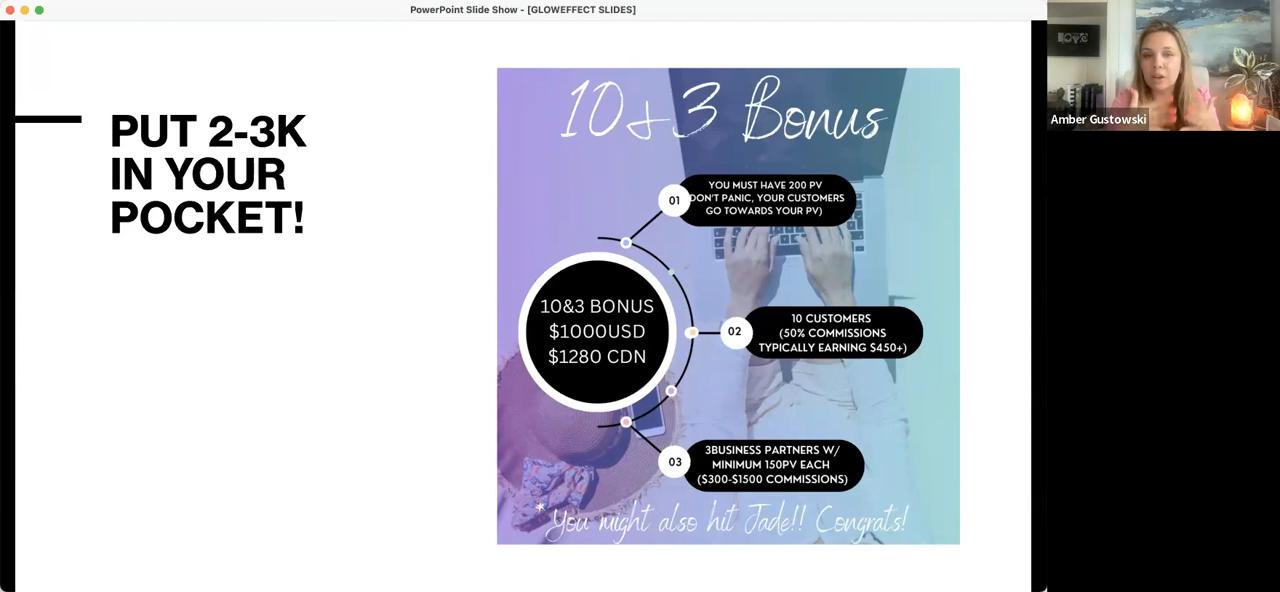 PowerPoint Slide Show - [GLOWEFFECT SLIDES]
PUT 2-3K
IN YOUR
POCKET!
10&3 Bonus
01
YOU MUST HAVE 200 PV
DON'T PANIC, YOUR CUSTOMERS
GO TOWARDS YOUR PV)
10&3 BONUS
$1000USD
$1280 CDN
02
10 CUSTOMERS
(50% COMMISSIONS
TYPICALLY EARNING $450+)
03
3BUSINESS PARTNERS W/
MINIMUM 150PV EACH
($300-$1500 COMMISSIONS)
*You might also hit Jade!! Congrats!
Amber Gustowski